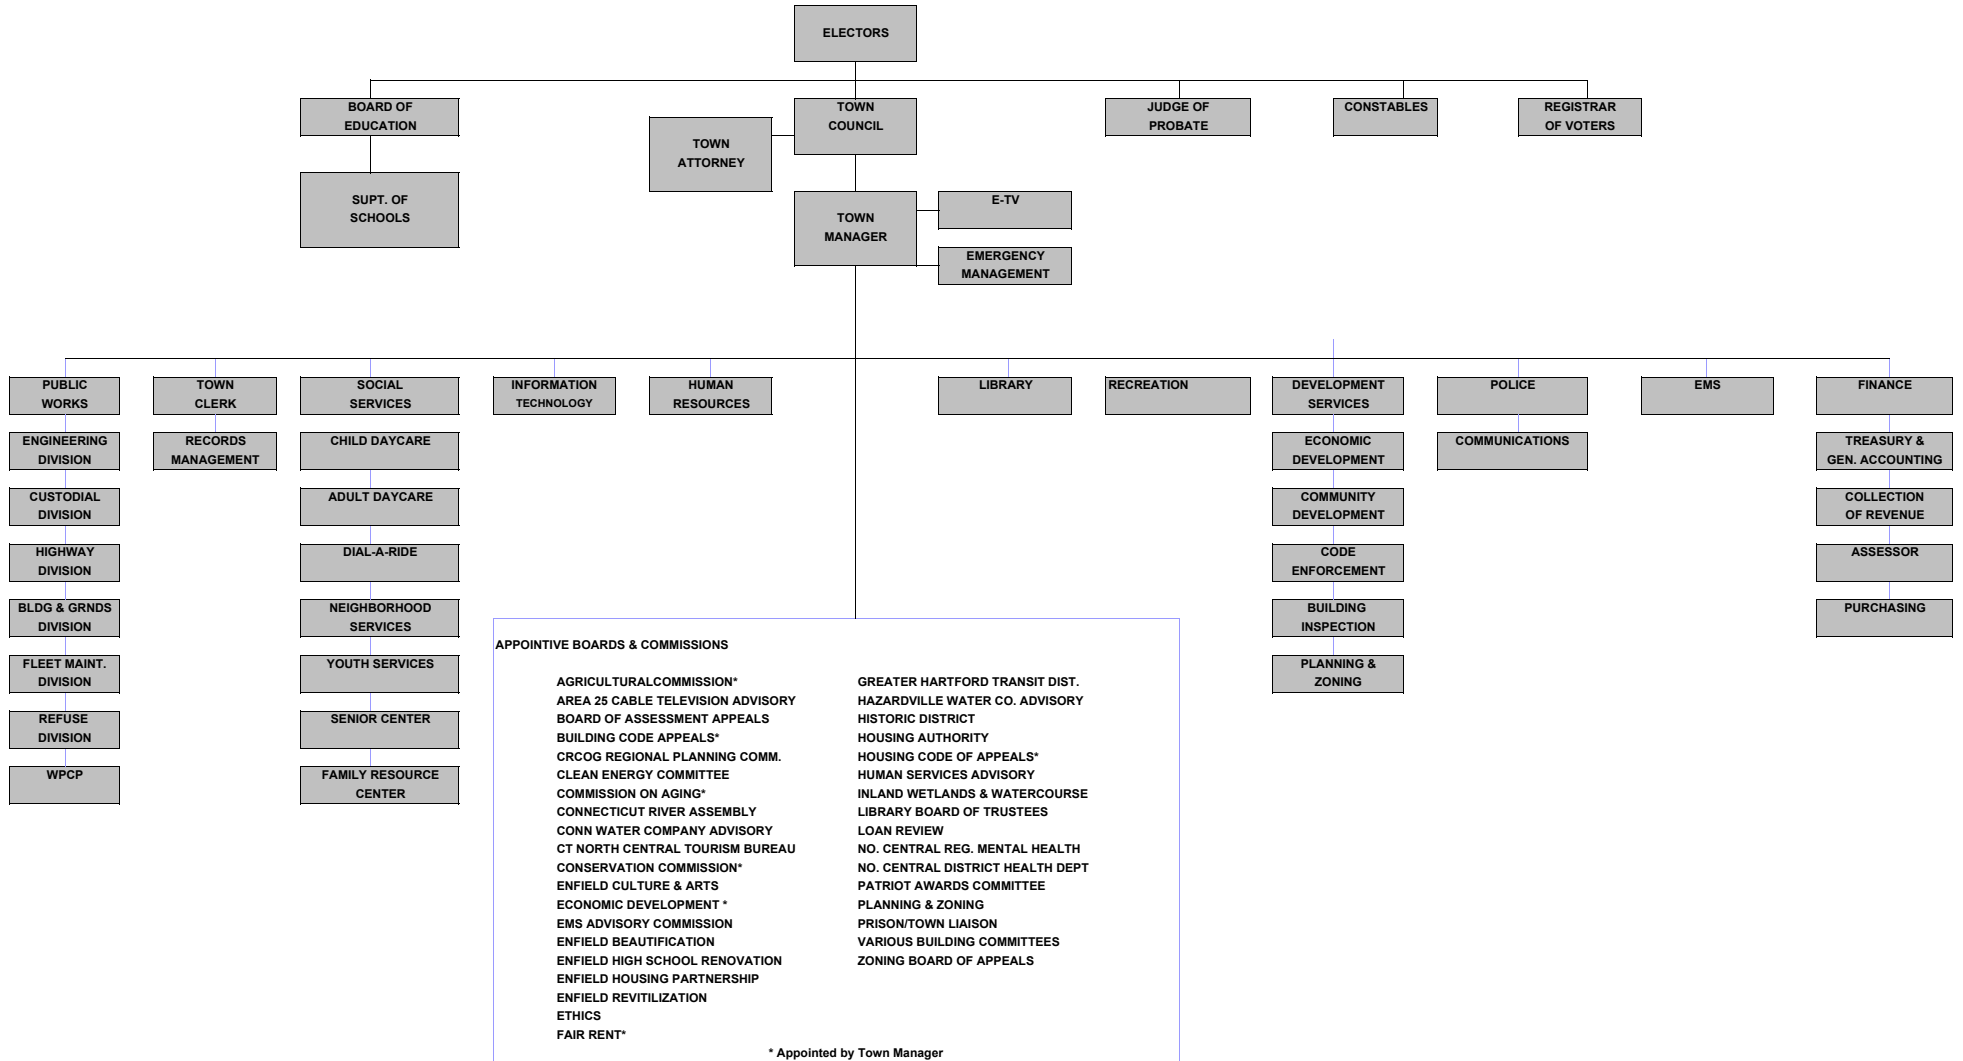 ELECTORS
BOARD OF
EDUCATION
TOWN
COUNCIL
JUDGE OF
PROBATE
CONSTABLES
REGISTRAR
OF VOTERS
TOWN
ATTORNEY
SUPT. OF
SCHOOLS
TOWN
MANAGER
E-TV
EMERGENCY
MANAGEMENT
PUBLIC
WORKS
TOWN
CLERK
SOCIAL
SERVICES
INFORMATION
TECHNOLOGY
HUMAN
RESOURCES
LIBRARY
RECREATION
DEVELOPMENT
SERVICES
POLICE
EMS
FINANCE
ENGINEERING
DIVISION
CUSTODIAL
DIVISION
HIGHWAY
DIVISION
BLDG & GRNDS
DIVISION
FLEET MAINT.
DIVISION
REFUSE
DIVISION
WPCP
RECORDS
MANAGEMENT
CHILD DAYCARE
ADULT DAYCARE
DIAL-A-RIDE
NEIGHBORHOOD
SERVICES
YOUTH SERVICES
SENIOR CENTER
FAMILY RESOURCE
CENTER
ECONOMIC
DEVELOPMENT
COMMUNITY
DEVELOPMENT
CODE
ENFORCEMENT
BUILDING
INSPECTION
PLANNING &
ZONING
COMMUNICATIONS
TREASURY &
GEN. ACCOUNTING
COLLECTION
OF REVENUE
ASSESSOR
PURCHASING
APPOINTIVE BOARDS & COMMISSIONS
AGRICULTURALCOMMISSION*
AREA 25 CABLE TELEVISION ADVISORY
BOARD OF ASSESSMENT APPEALS
BUILDING CODE APPEALS*
CRCOG REGIONAL PLANNING COMM.
CLEAN ENERGY COMMITTEE
COMMISSION ON AGING*
CONNECTICUT RIVER ASSEMBLY
CONN WATER COMPANY ADVISORY
CT NORTH CENTRAL TOURISM BUREAU
CONSERVATION COMMISSION*
ENFIELD CULTURE & ARTS
ECONOMIC DEVELOPMENT *
EMS ADVISORY COMMISSION
ENFIELD BEAUTIFICATION
ENFIELD HIGH SCHOOL RENOVATION
ENFIELD HOUSING PARTNERSHIP
ENFIELD REVITILIZATION
ETHICS
FAIR RENT*
GREATER HARTFORD TRANSIT DIST.
HAZARDVILLE WATER CO. ADVISORY
HISTORIC DISTRICT
HOUSING AUTHORITY
HOUSING CODE OF APPEALS*
HUMAN SERVICES ADVISORY
INLAND WETLANDS & WATERCOURSE
LIBRARY BOARD OF TRUSTEES
LOAN REVIEW
NO. CENTRAL REG. MENTAL HEALTH
NO. CENTRAL DISTRICT HEALTH DEPT
PATRIOT AWARDS COMMITTEE
PLANNING & ZONING
PRISON/TOWN LIAISON
VARIOUS BUILDING COMMITTEES
ZONING BOARD OF APPEALS
* Appointed by Town Manager